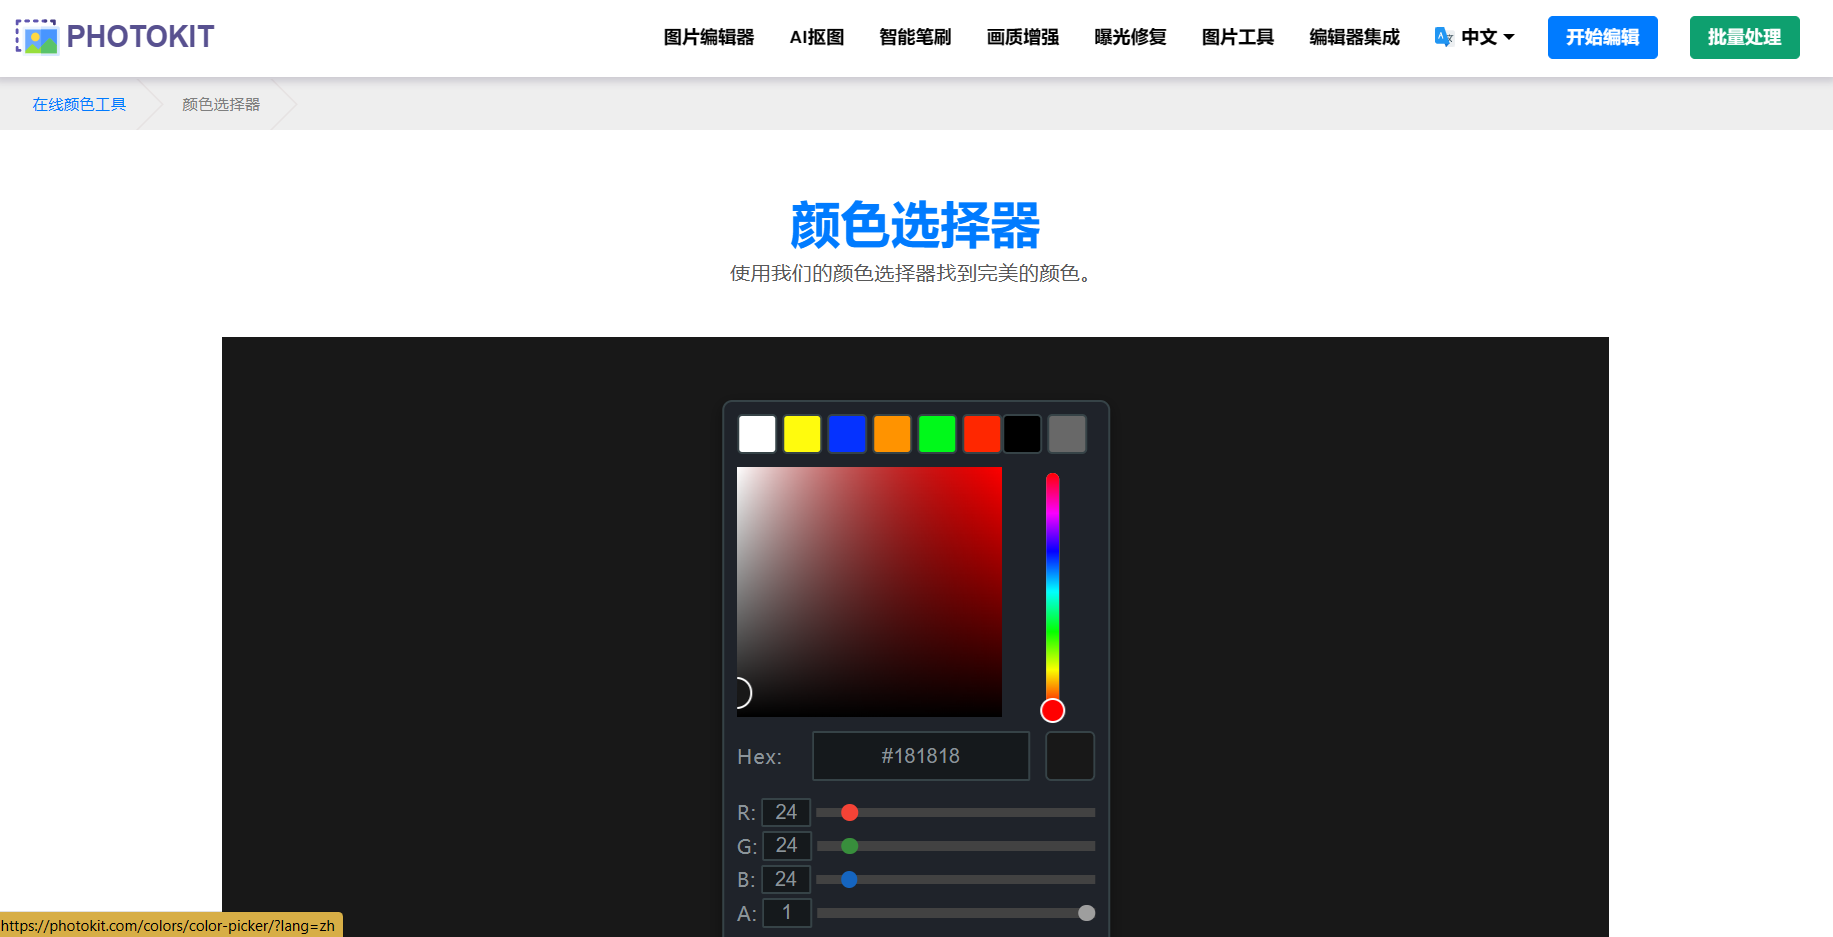 PHOTOKIT
图片编辑器 AI抠图 智能笔刷 画质增强 曝光修复 图片工具 编辑器集成 中文 开始编辑 批量处理
在线颜色工具 颜色选择器
颜色选择器
使用我们的颜色选择器找到完美的颜色。
Hex: #181818
R: 24
G: 24
B: 24
A: 1
https://photokit.com/colors/color-picker/?lang=zh